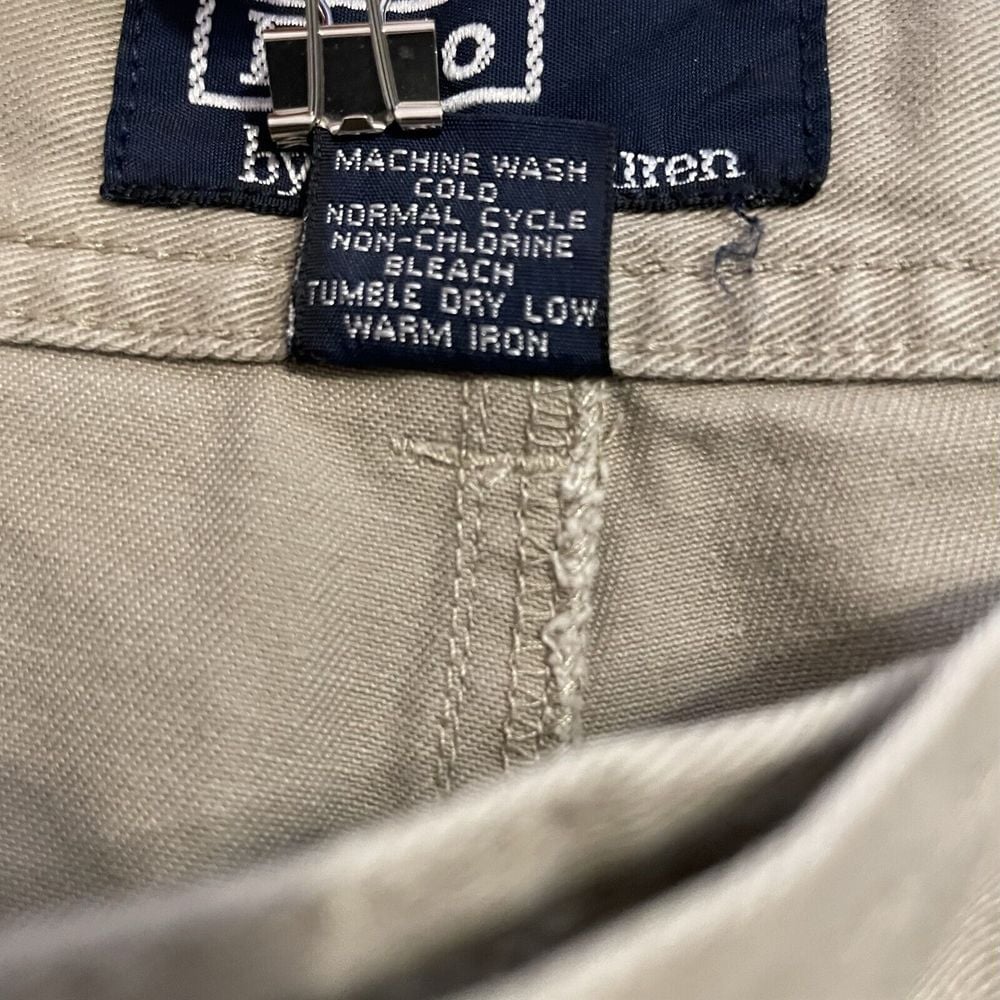 by
MACHINE WASH
COLD
NORMAL CYCLE
NON-CHLORINE
BLEACH
TUMBLE DRY LOW
WARM IRON